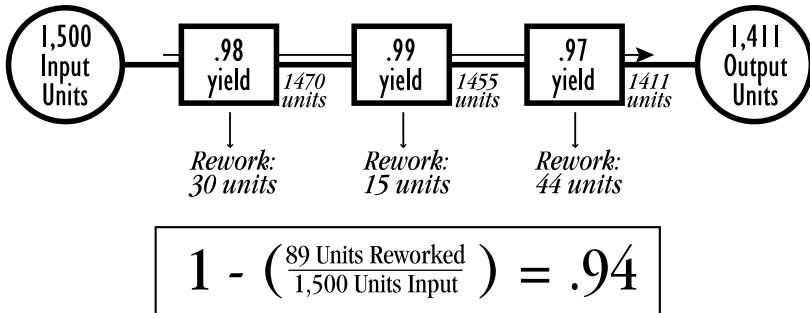 1,500
Input
Units
.98
yield
1470
units
.99
yield
1455
units
.97
yield
1411
units
1,411
Output
Units
Rework:
30 units
Rework:
15 units
Rework:
44 units
1 - ( 89 Units Reworked / 1,500 Units Input ) = .94